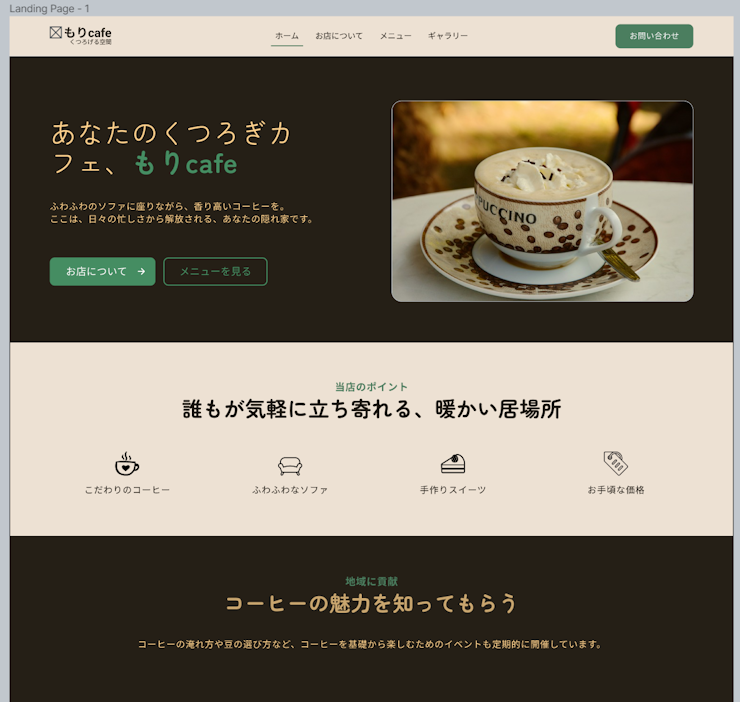 Landing Page - 1
もりcafe
くつろげる空間
ホーム お店について メニュー ギャラリー お問い合わせ
あなたのくつろぎカ
フェ、もりcafe
ふわふわのソファに座りながら、香り高いコーヒーを。
ここは、日々の忙しさから解放される、あなたの隠れ家です。
お店について → メニューを見る
PUCCINO
当店のポイント
誰もが気軽に立ち寄れる、暖かい居場所
こだわりのコーヒー ふわふわなソファ 手作りスイーツ お手頃な価格
地域に貢献
コーヒーの魅力を知ってもらう
コーヒーの淹れ方や豆の選び方など、コーヒーを基礎から楽しむためのイベントも定期的に開催しています。